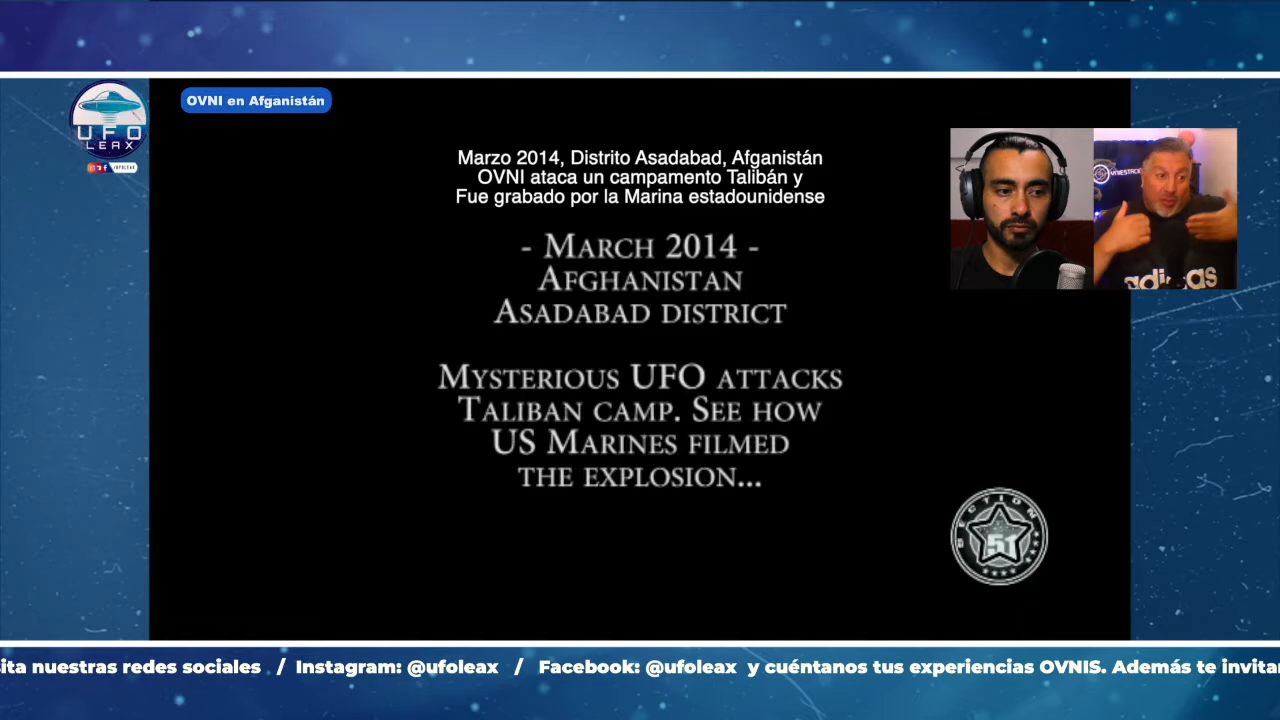 OVNI en Afganistán
UFO
LEAX
/UFOLEAX
Marzo 2014, Distrito Asadabad, Afganistán
OVNI ataca un campamento Talibán y
Fue grabado por la Marina estadounidense
- MARCH 2014 -
AFGHANISTAN
ASADABAD DISTRICT
MYSTERIOUS UFO ATTACKS
TALIBAN CAMP. SEE HOW
US MARINES FILMED
THE EXPLOSION...
adidas
SECTION
51
ita nuestras redes sociales / Instagram: @ufoleax / Facebook: @ufoleax y cuéntanos tus experiencias OVNIS. Además te invita